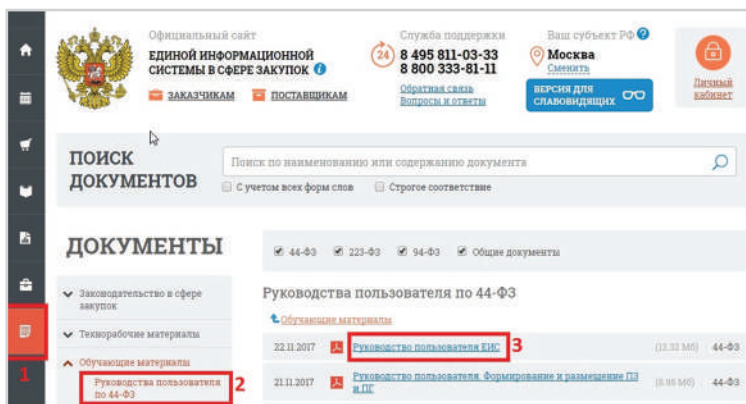 Официальный сайт
ЕДИНОЙ ИНФОРМАЦИОННОЙ
СИСТЕМЫ В СФЕРЕ ЗАКУПОК
ЗАКАЗЧИКАМ
ПОСТАВЩИКАМ
Служба поддержки
24
8 495 811-03-33
8 800 333-81-11
Обратная связь
Вопросы и ответы
Ваш субъект РФ
Москва
Сменить
ВЕРСИЯ ДЛЯ
СЛАБОВИДЯЩИХ
Личный
кабинет
ПОИСК
ДОКУМЕНТОВ
Поиск по наименованию или содержанию документа
С учетом всех форм слов
Строгое соответствие
ДОКУМЕНТЫ
44-ФЗ 223-ФЗ 94-ФЗ Общие документы
Законодательство в сфере
закупок
Технорабочие материалы
Обучающие материалы
Руководства пользователя
по 44-ФЗ
1
2
Руководства пользователя по 44-ФЗ
Обучающие материалы
22.11.2017 Руководство пользователя ЕИС 3 (12.32 Мб) 44-ФЗ
21.11.2017 Руководство пользователя. Формирование и размещение ПЗ
и ПГ 44-ФЗ